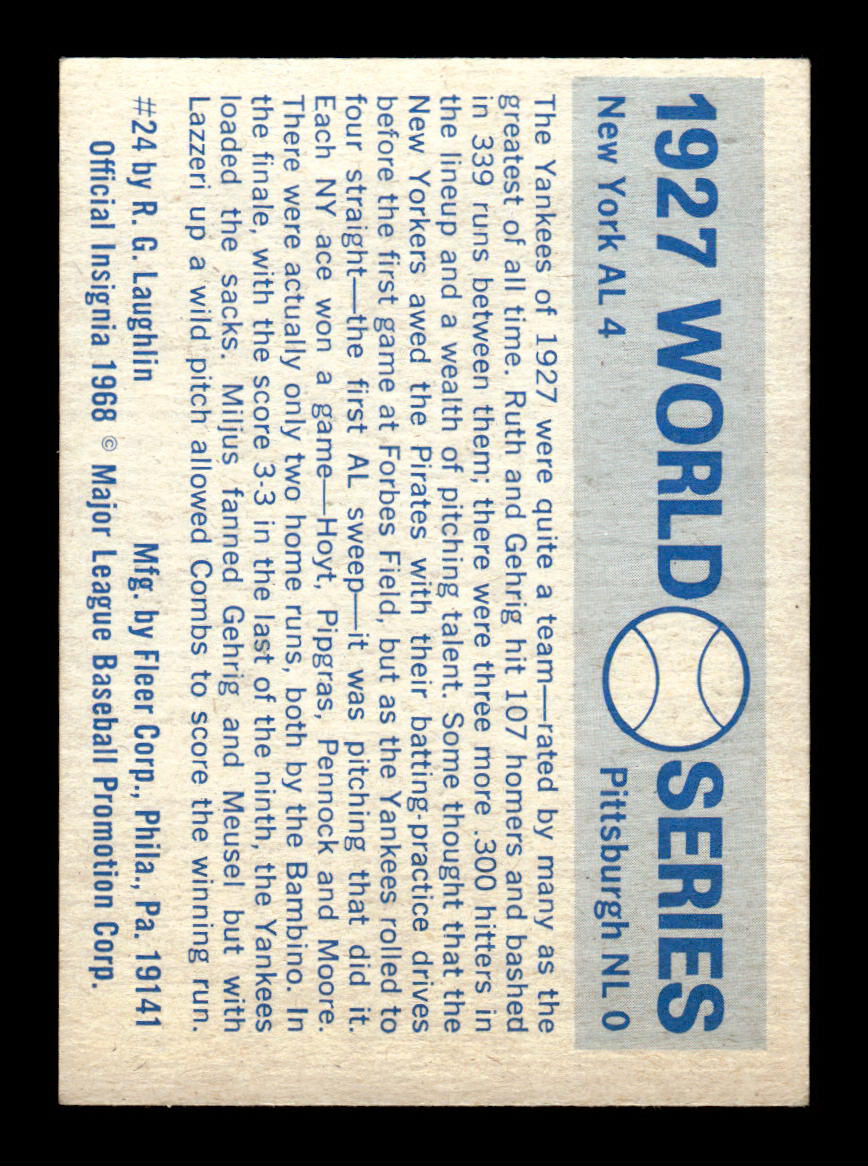 1927 WORLD SERIES
New York AL 4 Pittsburgh NL 0
The Yankees of 1927 were quite a team—rated by many as the
greatest of all time. Ruth and Gehrig hit 107 homers and bashed
in 339 runs between them; there were three more .300 hitters in
the lineup and a wealth of pitching talent. Some thought that the
New Yorkers awed the Pirates with their batting-practice drives
before the first game at Forbes Field, but as the Yankees rolled to
four straight—the first AL sweep—it was pitching that did it.
Each NY ace won a game—Hoyt, Pipgras, Pennock and Moore.
There were actually only two home runs, both by the Bambino. In
the finale, with the score 3-3 in the last of the ninth, the Yankees
loaded the sacks. Miljus fanned Gehrig and Meusel but with
Lazzeri up a wild pitch allowed Combs to score the winning run.
#24 by R. G. Laughlin Mfg. by Fleer Corp., Phila., Pa. 19141
Official Insignia 1968 © Major League Baseball Promotion Corp.